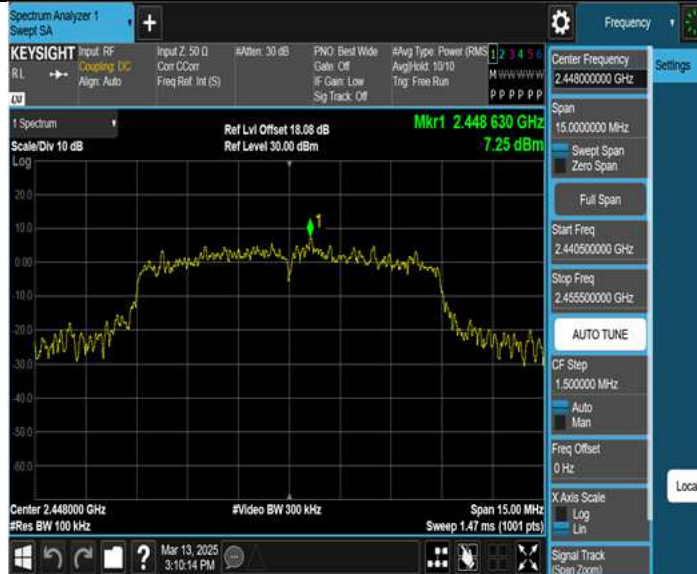 Spectrum Analyzer 1
Swept SA
Frequency
KEYSIGHT
RL
Input: RF
Coupling: DC
Align: Auto
Input Z: 50 Ω
Corr CCorr
Freq Ref: Int (S)
#Atten: 30 dB
PNO: Best Wide
Gate: Off
IF Gain: Low
Sig Track: Off
#Avg Type: Power (RMS
Avg|Hold: 10/10
Trig: Free Run
1 2 3 4 5 6
M W W W W W
P P P P P P
1 Spectrum
Scale/Div 10 dB
Log
Ref Lvl Offset 18.08 dB
Ref Level 30.00 dBm
Mkr1 2.448 630 GHz
7.25 dBm
1
20.0
10.0
0.00
-10.0
-20.0
-30.0
-40.0
-50.0
-60.0
Center 2.448000 GHz
#Res BW 100 kHz
#Video BW 300 kHz
Span 15.00 MHz
Sweep 1.47 ms (1001 pts)
Mar 13, 2025
3:10:14 PM
Center Frequency
2.448000000 GHz
Span
15.0000000 MHz
Swept Span
Zero Span
Full Span
Start Freq
2.440500000 GHz
Stop Freq
2.455500000 GHz
AUTO TUNE
CF Step
1.500000 MHz
Auto
Man
Freq Offset
0 Hz
X Axis Scale
Log
Lin
Signal Track
(Span Zoom)
Settings
Loca